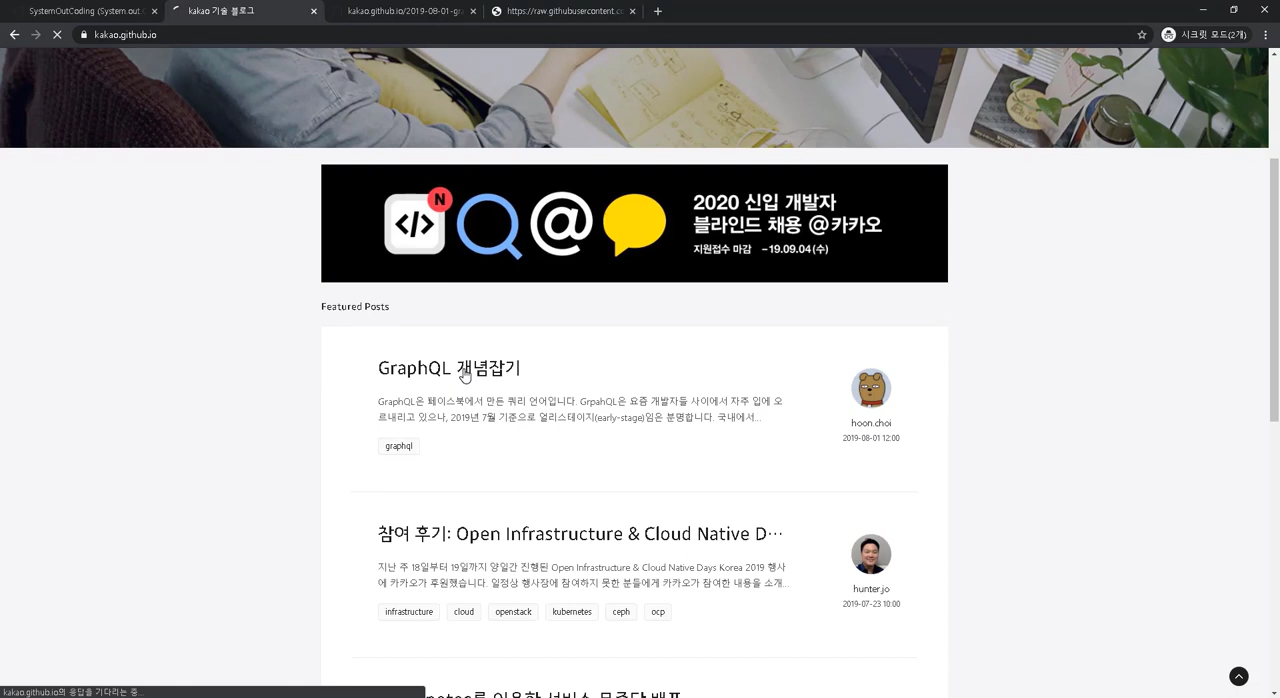 SystemOutCoding (System.out.
kakao 기술 블로그
kakao.github.io/2019-08-01-gra
https://raw.githubusercontent.cc
kakao.github.io
시크릿 모드(2개)
N
</>
@
2020 신입 개발자
블라인드 채용 @카카오
지원접수 마감 ~19.09.04(수)
Featured Posts
GraphQL 개념잡기
GraphQL은 페이스북에서 만든 쿼리 언어입니다. GrpahQL은 요즘 개발자들 사이에서 자주 입에 오
르내리고 있으나, 2019년 7월 기준으로 얼리스테이지(early-stage)임은 분명합니다. 국내에서...
graphql
hoon.choi
2019-08-01 12:00
참여 후기: Open Infrastructure & Cloud Native D…
지난 주 18일부터 19일까지 양일간 진행된 Open Infrastructure & Cloud Native Days Korea 2019 행사
에 카카오가 후원했습니다. 일정상 행사장에 참여하지 못한 분들에게 카카오가 참여한 내용을 소개...
infrastructure cloud openstack kubernetes ceph ocp
hunter.jo
2019-07-23 10:00
kakao.github.io의 응답을 기다리는 중...